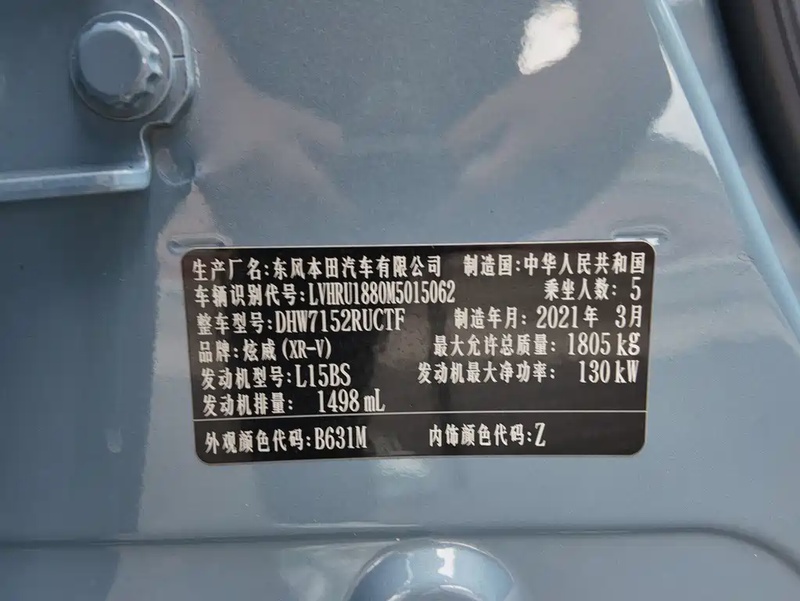 生产厂名:东风本田汽车有限公司 制造国:中华人民共和国
车辆识别代号:LVHRU1880M5015062 乘坐人数: 5
整车型号:DHW7152RUCTF 制造年月: 2021年 3月
品牌:炫威(XR-V) 最大允许总质量: 1805 kg
发动机型号:L15BS 发动机最大净功率: 130 kW
发动机排量: 1498 mL
外观颜色代码:B631M 内饰颜色代码:Z